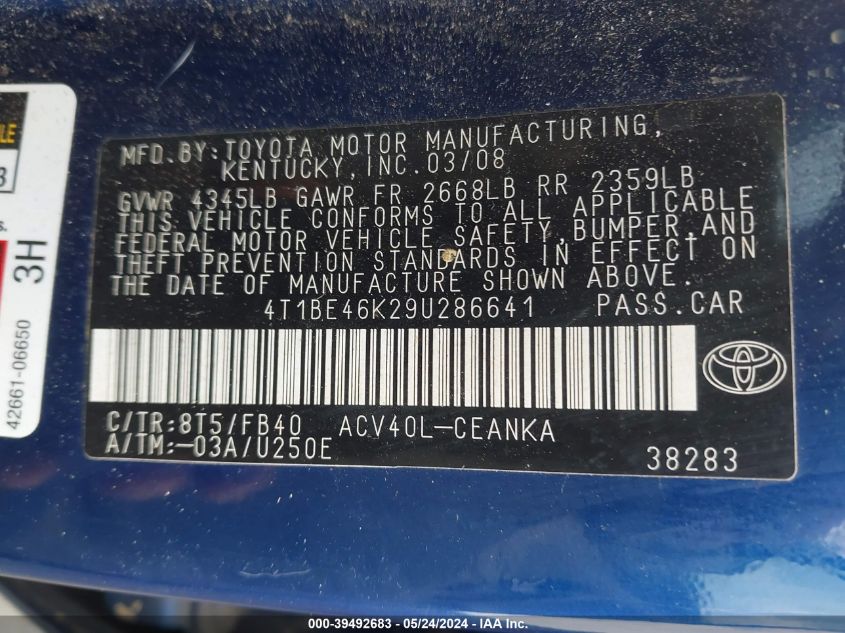 MFD.BY:TOYOTA MOTOR MANUFACTURING,
KENTUCKY,INC.03/08
GVWR 4345LB GAWR FR 2668LB RR 2359LB
THIS VEHICLE CONFORMS TO ALL APPLICABLE
FEDERAL MOTOR VEHICLE SAFETY,BUMPER,AND
THEFT PREVENTION STANDARDS IN EFFECT ON
THE DATE OF MANUFACTURE SHOWN ABOVE.
4T1BE46K29U286641 PASS.CAR
C/TR:8T5/FB40 ACV40L-CEANKA
A/TM:-03A/U250E
38283
3H
42661-06650
000-39492683 - 05/24/2024 - IAAI.com